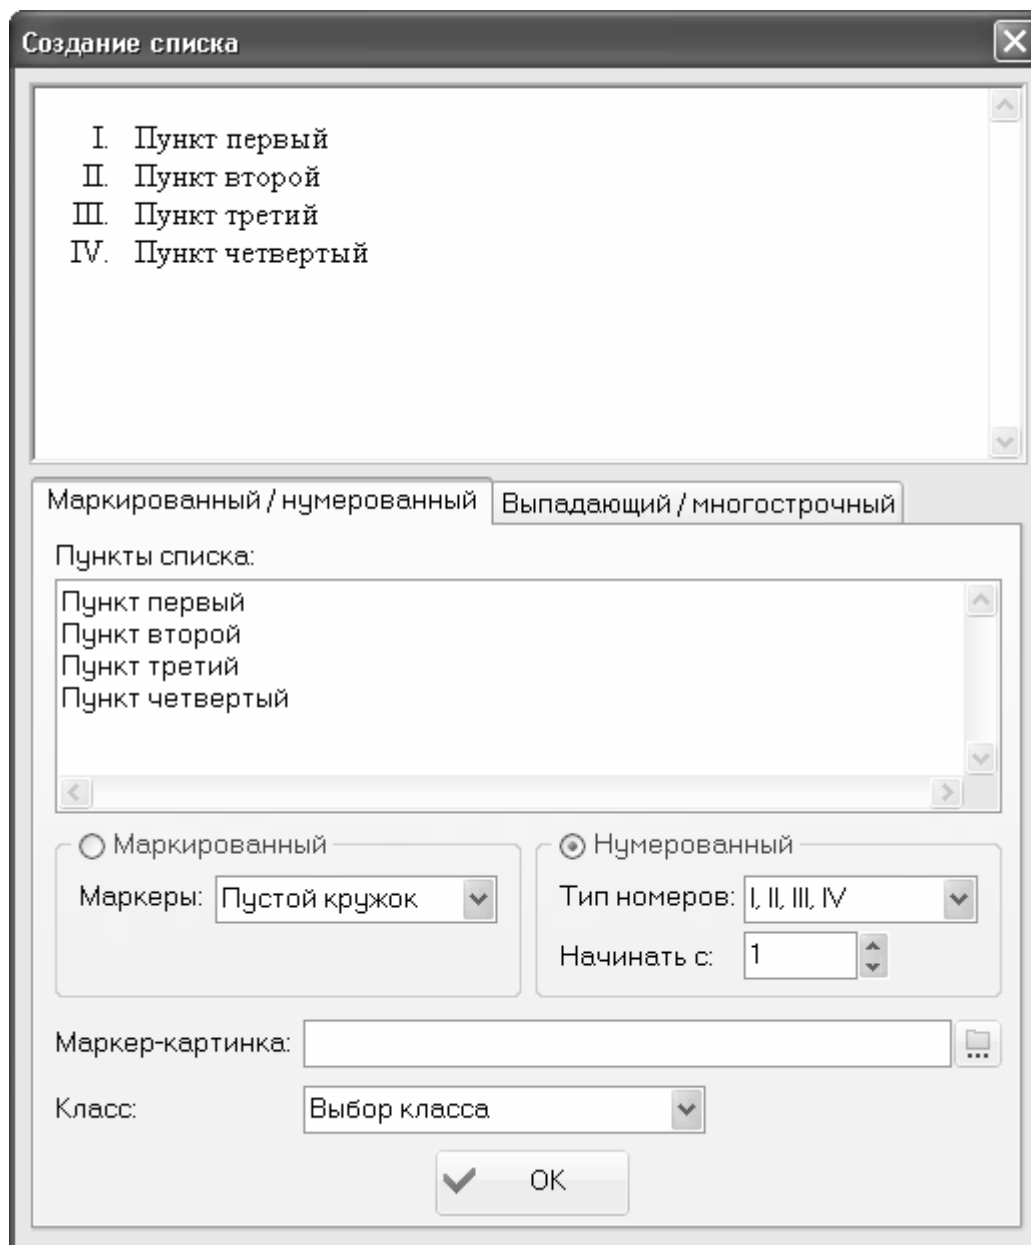 Создание списка
I. Пункт первый
II. Пункт второй
III. Пункт третий
IV. Пункт четвертый
Маркированный / нумерованный Выпадающий / многострочный
Пункты списка:
Пункт первый
Пункт второй
Пункт третий
Пункт четвертый
Маркированный Нумерованный
Маркеры: Пустой кружок Тип номеров: I, II, III, IV
Начинать с: 1
Маркер-картинка:
Класс: Выбор класса
OK